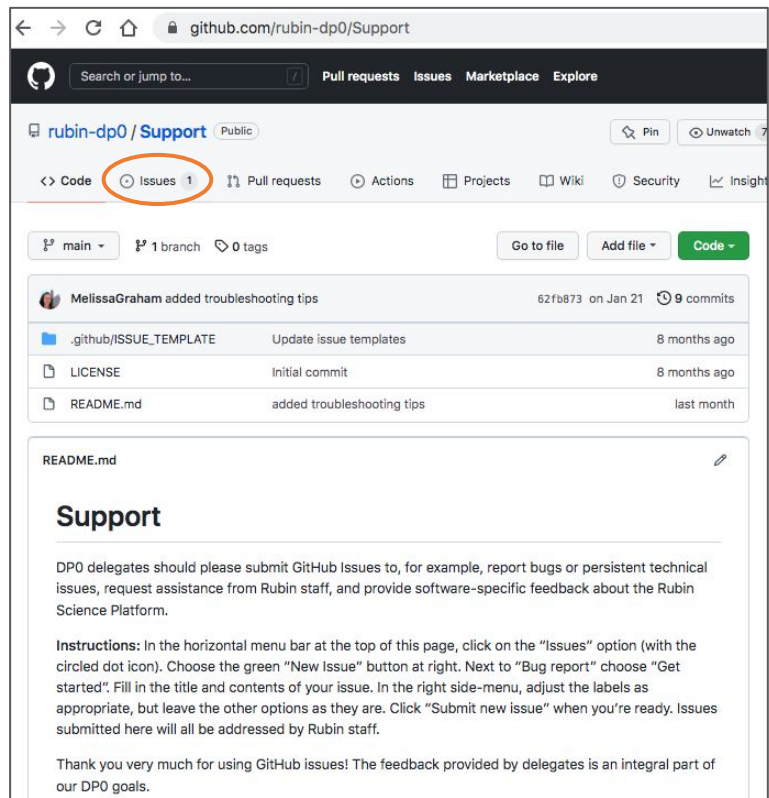 github.com/rubin-dp0/Support
Search or jump to... / Pull requests Issues Marketplace Explore
rubin-dp0 / Support Public Pin Unwatch 7
<> Code Issues 1 Pull requests Actions Projects Wiki Security Insight
main 1 branch 0 tags Go to file Add file Code
MelissaGraham added troubleshooting tips 62fb873 on Jan 21 9 commits
.github/ISSUE_TEMPLATE Update issue templates 8 months ago
LICENSE Initial commit 8 months ago
README.md added troubleshooting tips last month
README.md
Support
DP0 delegates should please submit GitHub Issues to, for example, report bugs or persistent technical
issues, request assistance from Rubin staff, and provide software-specific feedback about the Rubin
Science Platform.
Instructions: In the horizontal menu bar at the top of this page, click on the “Issues” option (with the
circled dot icon). Choose the green “New Issue” button at right. Next to “Bug report” choose “Get
started”. Fill in the title and contents of your issue. In the right side-menu, adjust the labels as
appropriate, but leave the other options as they are. Click “Submit new issue” when you’re ready. Issues
submitted here will all be addressed by Rubin staff.
Thank you very much for using GitHub issues! The feedback provided by delegates is an integral part of
our DP0 goals.